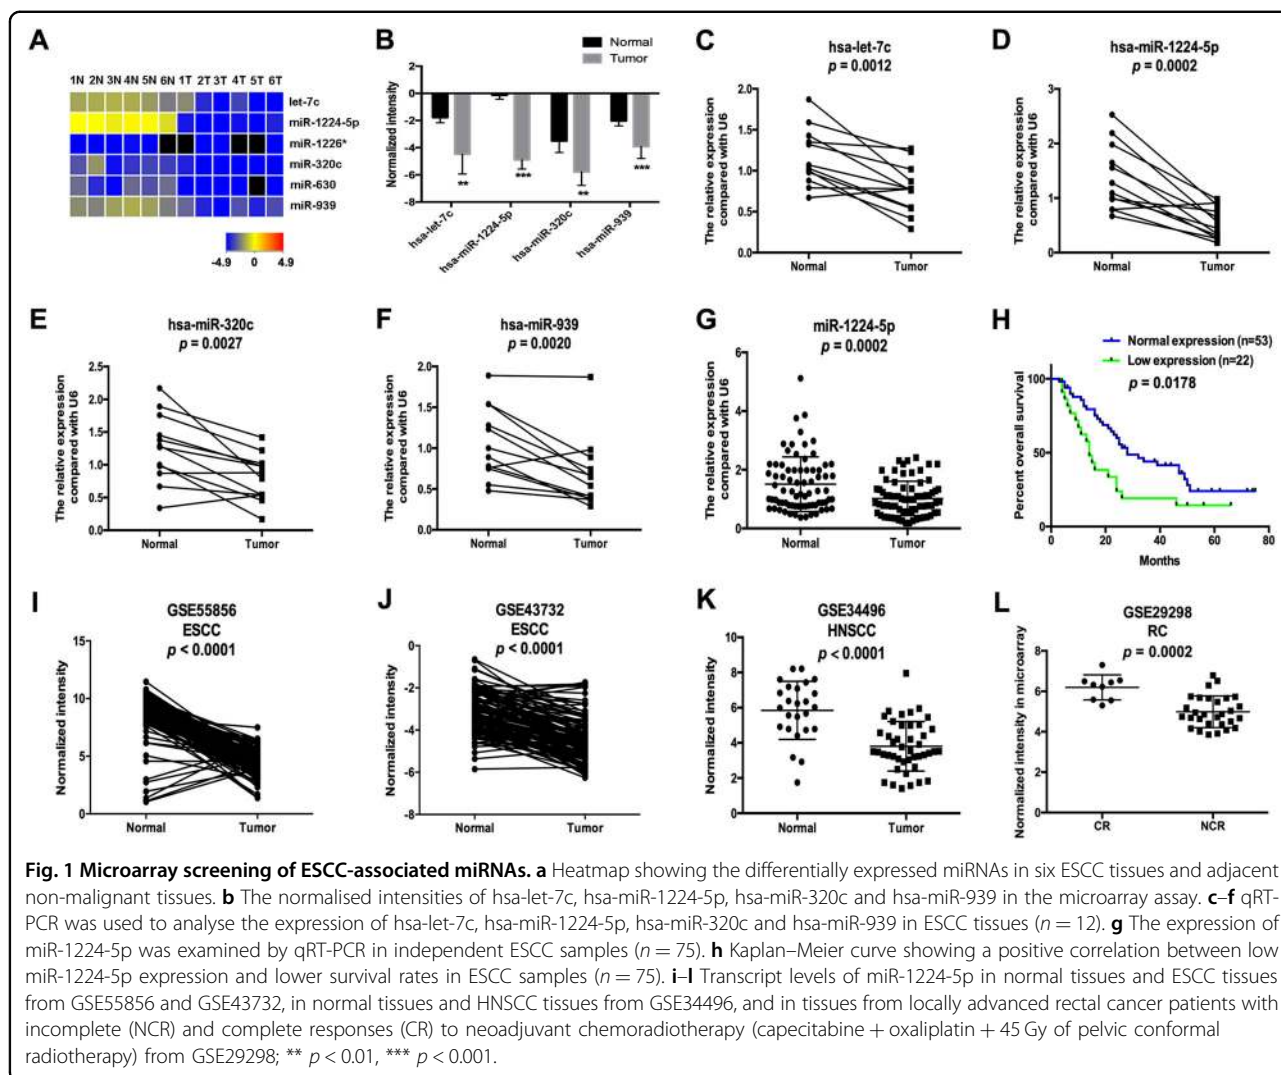 A
1N 2N 3N 4N 5N 6N 1T 2T 3T 4T 5T 6T
let-7c
miR-1224-5p
miR-1226*
miR-320c
miR-630
miR-939
-4.9 0 4.9
B
Normal
Tumor
Normalized intensity
0
-2
-4
-6
-8
**
***
**
***
hsa-let-7c
hsa-miR-1224-5p
hsa-miR-320c
hsa-miR-939
C
hsa-let-7c
p = 0.0012
The relative expression
compared with U6
2.0
1.5
1.0
0.5
0.0
Normal Tumor
D
hsa-miR-1224-5p
p = 0.0002
The relative expression
compared with U6
3
2
1
0
Normal Tumor
E
hsa-miR-320c
p = 0.0027
The relative expression
compared with U6
2.5
2.0
1.5
1.0
0.5
0.0
Normal Tumor
F
hsa-miR-939
p = 0.0020
The relative expression
compared with U6
2.0
1.5
1.0
0.5
0.0
Normal Tumor
G
miR-1224-5p
p = 0.0002
The relative expression
compared with U6
6
4
2
0
Normal Tumor
H
Normal expression (n=53)
Low expression (n=22)
p = 0.0178
Percent overall survival
100
50
0
0 20 40 60 80
Months
I
GSE55856
ESCC
p < 0.0001
Normalized intensity
15
10
5
0
Normal Tumor
J
GSE43732
ESCC
p < 0.0001
Normalized intensity
0
-2
-4
-6
-8
Normal Tumor
K
GSE34496
HNSCC
p < 0.0001
Normalized intensity
10
8
6
4
2
0
Normal Tumor
L
GSE29298
RC
p = 0.0002
Normalized intensity in microarray
8
6
4
2
0
CR NCR
Fig. 1 Microarray screening of ESCC-associated miRNAs. a Heatmap showing the differentially expressed miRNAs in six ESCC tissues and adjacent
non-malignant tissues. b The normalised intensities of hsa-let-7c, hsa-miR-1224-5p, hsa-miR-320c and hsa-miR-939 in the microarray assay. c–f qRT-
PCR was used to analyse the expression of hsa-let-7c, hsa-miR-1224-5p, hsa-miR-320c and hsa-miR-939 in ESCC tissues (n = 12). g The expression of
miR-1224-5p was examined by qRT-PCR in independent ESCC samples (n = 75). h Kaplan–Meier curve showing a positive correlation between low
miR-1224-5p expression and lower survival rates in ESCC samples (n = 75). i–l Transcript levels of miR-1224-5p in normal tissues and ESCC tissues
from GSE55856 and GSE43732, in normal tissues and HNSCC tissues from GSE34496, and in tissues from locally advanced rectal cancer patients with
incomplete (NCR) and complete responses (CR) to neoadjuvant chemoradiotherapy (capecitabine + oxaliplatin + 45 Gy of pelvic conformal
radiotherapy) from GSE29298; ** p < 0.01, *** p < 0.001.